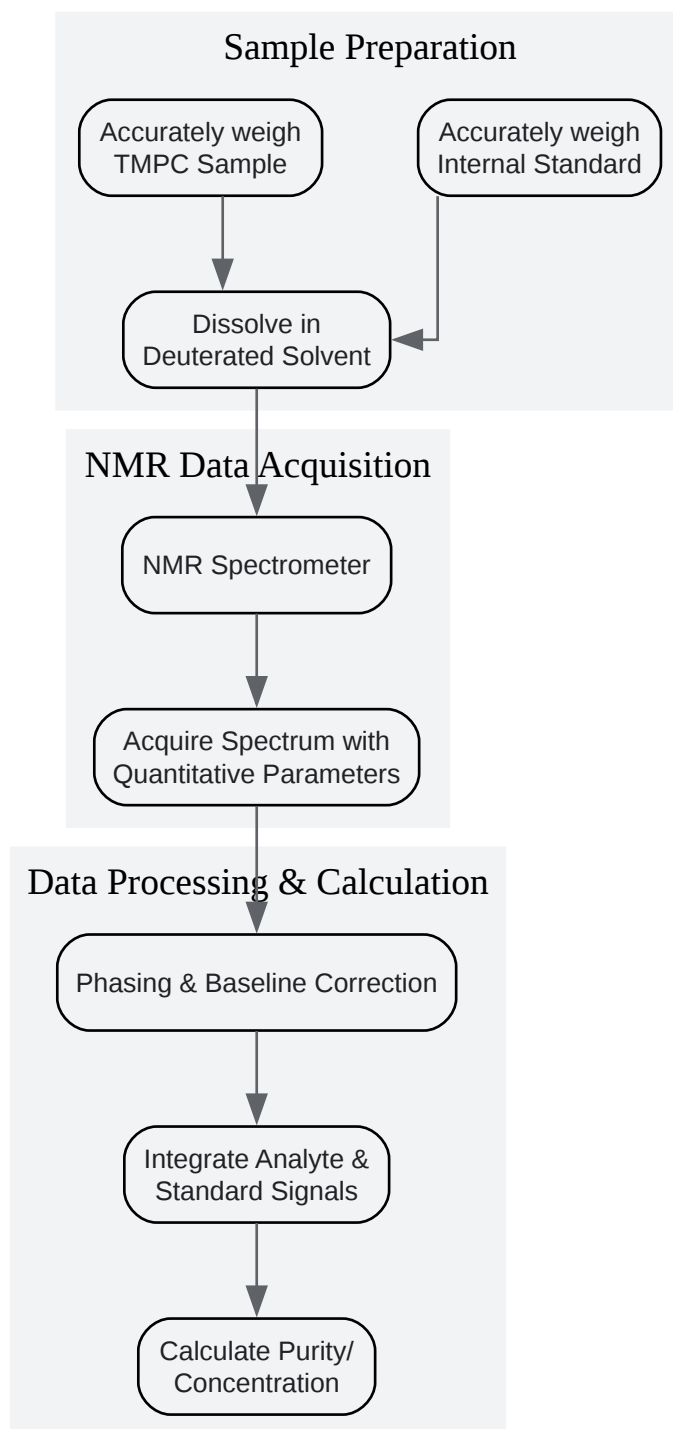 Sample Preparation
Accurately weigh
TMPC Sample
Accurately weigh
Internal Standard
Dissolve in
Deuterated Solvent
NMR Data Acquisition
NMR Spectrometer
Acquire Spectrum with
Quantitative Parameters
Data Processing & Calculation
Phasing & Baseline Correction
Integrate Analyte &
Standard Signals
Calculate Purity/
Concentration